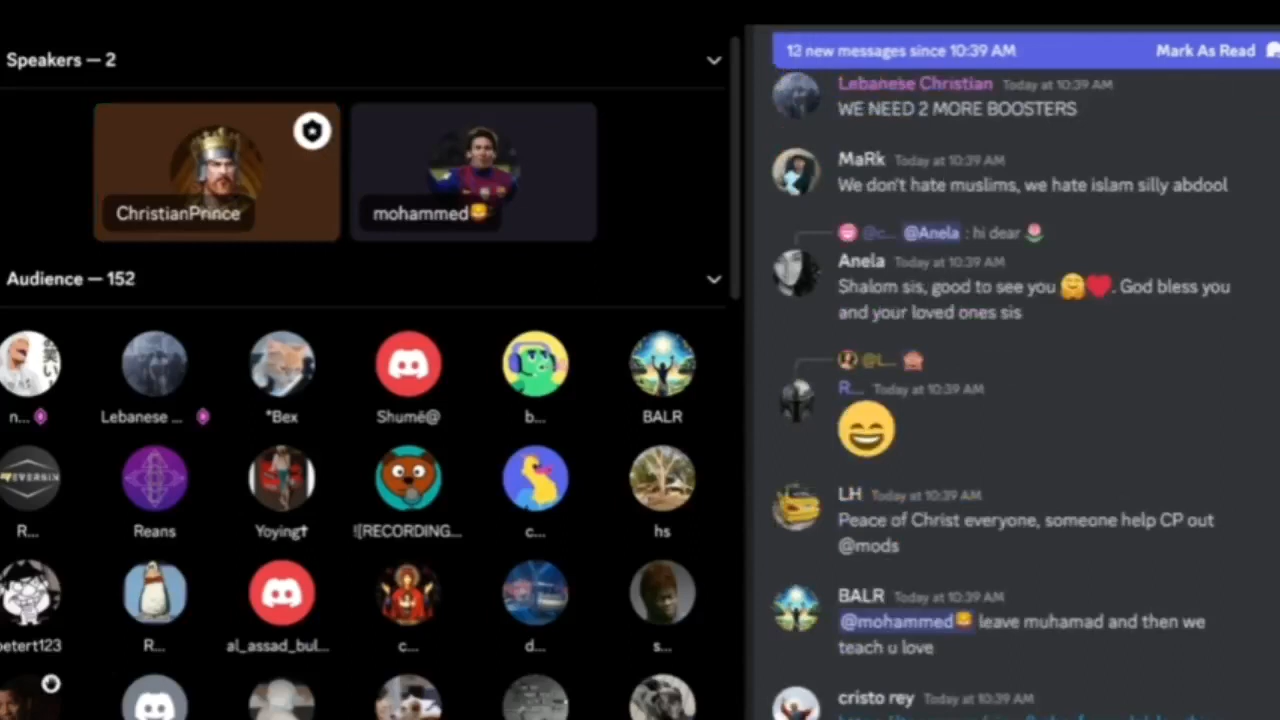 Speakers — 2
ChristianPrince
mohammed
Audience — 152
n...
Lebanese ...
*Bex
Shumë@
b...
BALR
R...
Reans
Yoying✝
![RECORDING...
c...
hs
petert123
R...
al_assad_bul...
c...
d...
s...
12 new messages since 10:39 AM Mark As Read
Lebanese Christian Today at 10:39 AM
WE NEED 2 MORE BOOSTERS
MaRk Today at 10:39 AM
We don't hate muslims, we hate islam silly abdool
@c... @Anela : hi dear
Anela Today at 10:39 AM
Shalom sis, good to see you 🤗❤️. God bless you
and your loved ones sis
@L...
R... Today at 10:39 AM
LH Today at 10:39 AM
Peace of Christ everyone, someone help CP out
@mods
BALR Today at 10:39 AM
@mohammed leave muhamad and then we
teach u love
cristo rey Today at 10:39 AM